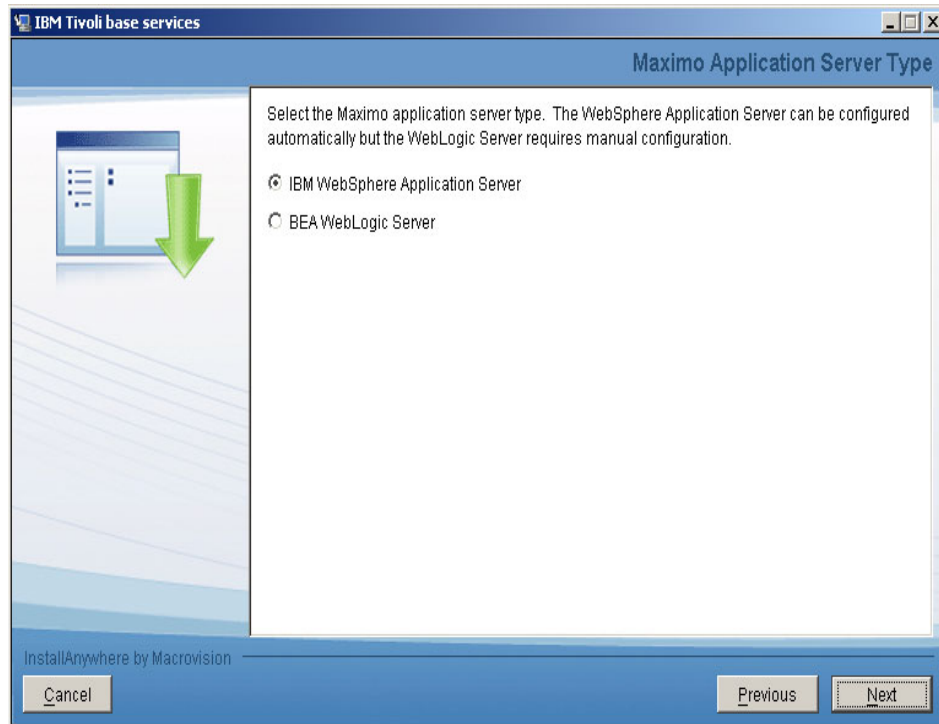 IBM Tivoli base services
Maximo Application Server Type
Select the Maximo application server type. The WebSphere Application Server can be configured
automatically but the WebLogic Server requires manual configuration.
IBM WebSphere Application Server
BEA WebLogic Server
InstallAnywhere by Macrovision
Cancel
Previous
Next